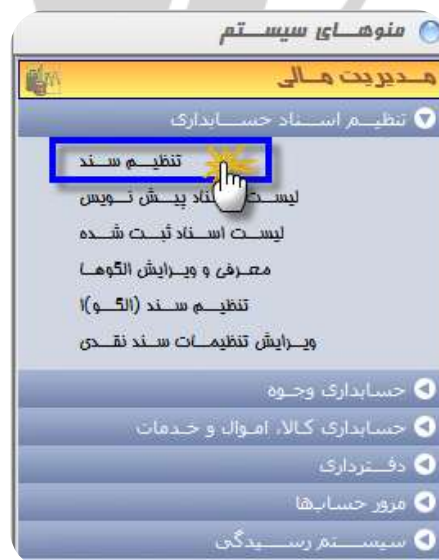 منوهای سیستم
مدیریت مالی
تنظیم اسناد حسابداری
تنظیم سند
لیست اسناد پیش نویس
لیست اسناد ثبت شده
معرفی و ویرایش الگوها
تنظیم سند (الگو)ا
ویرایش تنظیمات سند نقدی
حسابداری وجوه
حسابداری کالا، اموال و خدمات
دفترداری
مرور حسابها
سیستم رسیدگی